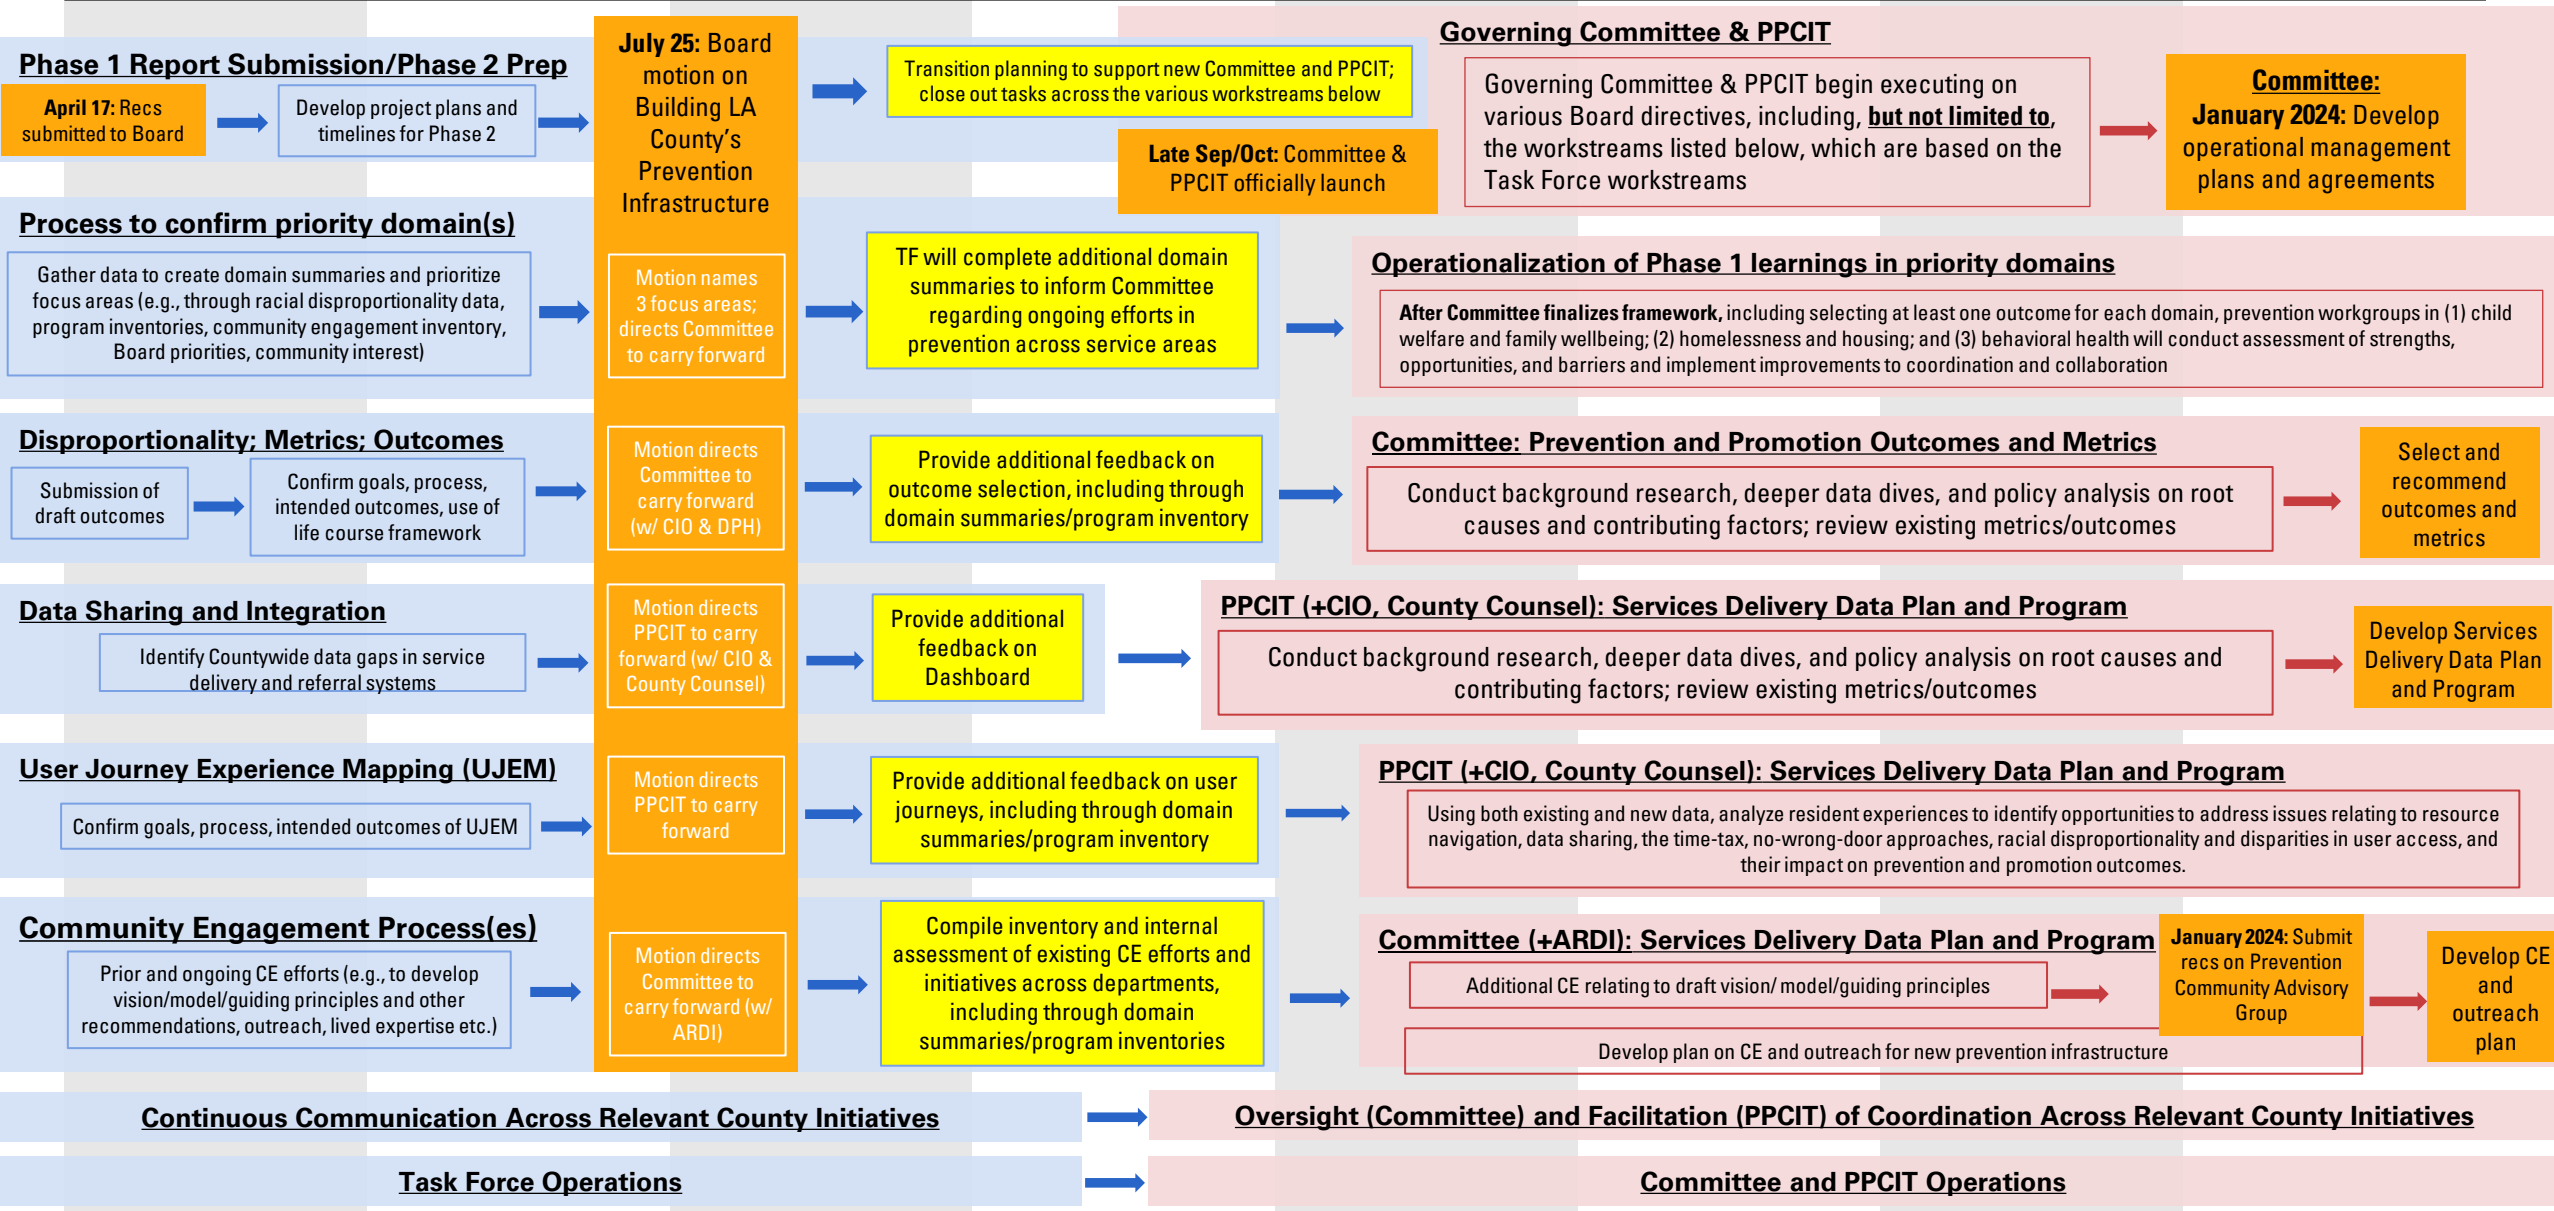 Phase 1 Report Submission/Phase 2 Prep
April 17: Recs
submitted to Board
Develop project plans and
timelines for Phase 2
July 25: Board
motion on
Building LA
County's
Prevention
Infrastructure
Transition planning to support new Committee and PPCIT;
close out tasks across the various workstreams below
Late Sep/Oct: Committee &
PPCIT officially launch
Governing Committee & PPCIT
Governing Committee & PPCIT begin executing on
various Board directives, including, but not limited to,
the workstreams listed below, which are based on the
Task Force workstreams
Committee:
January 2024: Develop
operational management
plans and agreements
Process to confirm priority domain(s)
Gather data to create domain summaries and prioritize
focus areas (e.g., through racial disproportionality data,
program inventories, community engagement inventory,
Board priorities, community interest)
Motion names
3 focus areas;
directs Committee
to carry forward
TF will complete additional domain
summaries to inform Committee
regarding ongoing efforts in
prevention across service areas
Operationalization of Phase 1 learnings in priority domains
After Committee finalizes framework, including selecting at least one outcome for each domain, prevention workgroups in (1) child
welfare and family wellbeing; (2) homelessness and housing; and (3) behavioral health will conduct assessment of strengths,
opportunities, and barriers and implement improvements to coordination and collaboration
Disproportionality; Metrics; Outcomes
Submission of
draft outcomes
Confirm goals, process,
intended outcomes, use of
life course framework
Motion directs
Committee to
carry forward
(w/ CIO & DPH)
Provide additional feedback on
outcome selection, including through
domain summaries/program inventory
Committee: Prevention and Promotion Outcomes and Metrics
Conduct background research, deeper data dives, and policy analysis on root
causes and contributing factors; review existing metrics/outcomes
Select and
recommend
outcomes and
metrics
Data Sharing and Integration
Identify Countywide data gaps in service
delivery and referral systems
Motion directs
PPCIT to carry
forward (w/ CIO &
County Counsel)
Provide additional
feedback on
Dashboard
PPCIT (+CIO, County Counsel): Services Delivery Data Plan and Program
Conduct background research, deeper data dives, and policy analysis on root causes and
contributing factors; review existing metrics/outcomes
Develop Services
Delivery Data Plan
and Program
User Journey Experience Mapping (UJEM)
Confirm goals, process, intended outcomes of UJEM
Motion directs
PPCIT to carry
forward
Provide additional feedback on user
journeys, including through domain
summaries/program inventory
PPCIT (+CIO, County Counsel): Services Delivery Data Plan and Program
Using both existing and new data, analyze resident experiences to identify opportunities to address issues relating to resource
navigation, data sharing, the time-tax, no-wrong-door approaches, racial disproportionality and disparities in user access, and
their impact on prevention and promotion outcomes.
Community Engagement Process(es)
Prior and ongoing CE efforts (e.g., to develop
vision/model/guiding principles and other
recommendations, outreach, lived expertise etc.)
Motion directs
Committee to
carry forward (w/
ARDI)
Compile inventory and internal
assessment of existing CE efforts and
initiatives across departments,
including through domain
summaries/program inventories
Committee (+ARDI): Services Delivery Data Plan and Program
Additional CE relating to draft vision/ model/guiding principles
January 2024: Submit
recs on Prevention
Community Advisory
Group
Develop plan on CE and outreach for new prevention infrastructure
Develop CE
and
outreach
plan
Continuous Communication Across Relevant County Initiatives
Oversight (Committee) and Facilitation (PPCIT) of Coordination Across Relevant County Initiatives
Task Force Operations
Committee and PPCIT Operations